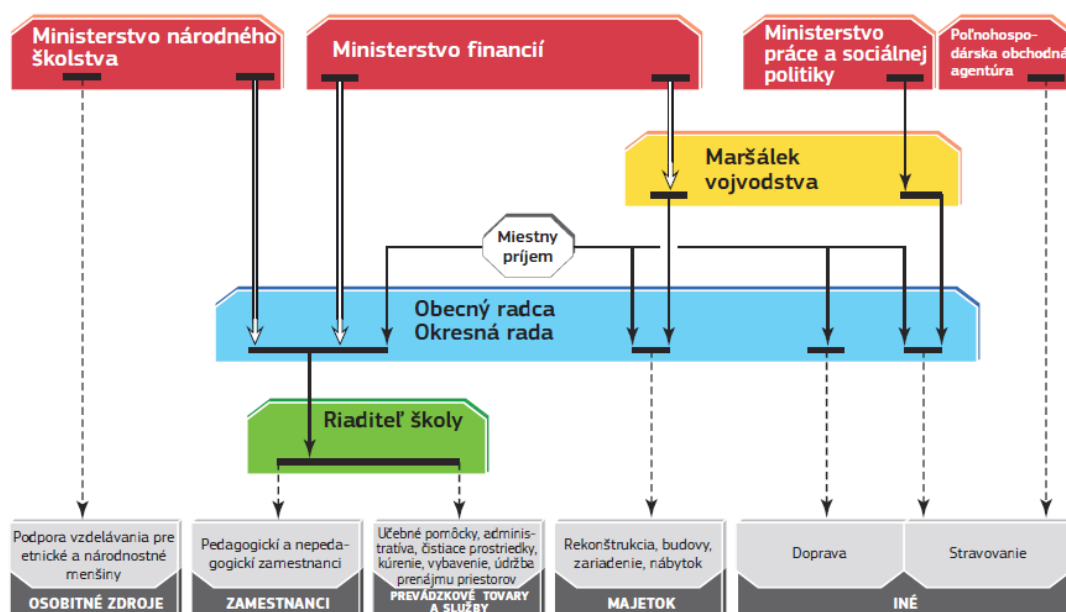 Ministerstvo národného
školstva
Ministerstvo financií
Ministerstvo
práce a sociálnej
politiky
Poľnohospo-
dárska obchodná
agentúra
Maršálek
vojvodstva
Miestny
príjem
Obecný radca
Okresná rada
Riaditeľ školy
Podpora vzdelávania pre
etnické a národnostné
menšiny
Pedagogickí a nepeda-
gogickí zamestnanci
Učebné pomôcky, adminis-
tratíva, čistiace prostriedky,
kúrenie, vybavenie, údržba
prenájmu priestorov
Rekonštrukcia, budovy,
zariadenie, nábytok
Doprava
Stravovanie
OSOBITNÉ ZDROJE
ZAMESTNANCI
PREVÁDZKOVÉ TOVARY
A SLUŽBY
MAJETOK
INÉ